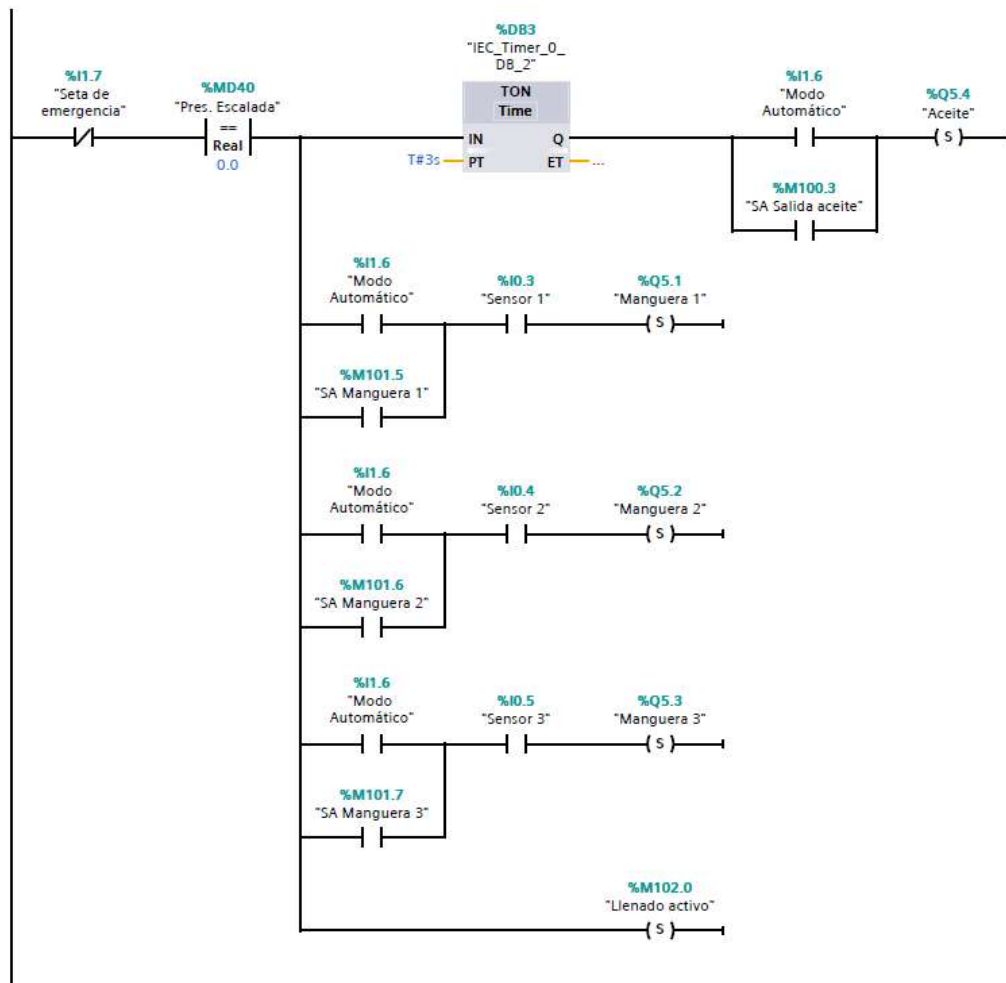 %DB3
"IEC_Timer_0_
DB_2"
%I1.7
"Seta de
emergencia"
%MD40
"Pres. Escalada"
==
Real
0.0
TON
Time
IN
Q
T#3s
PT
ET
...
%I1.6
"Modo
Automático"
%Q5.4
"Aceite"
S
%M100.3
"SA Salida aceite"
%I1.6
"Modo
Automático"
%I0.3
"Sensor 1"
%Q5.1
"Manguera 1"
S
%M101.5
"SA Manguera 1"
%I1.6
"Modo
Automático"
%I0.4
"Sensor 2"
%Q5.2
"Manguera 2"
S
%M101.6
"SA Manguera 2"
%I1.6
"Modo
Automático"
%I0.5
"Sensor 3"
%Q5.3
"Manguera 3"
S
%M101.7
"SA Manguera 3"
%M102.0
"Llenado activo"
S